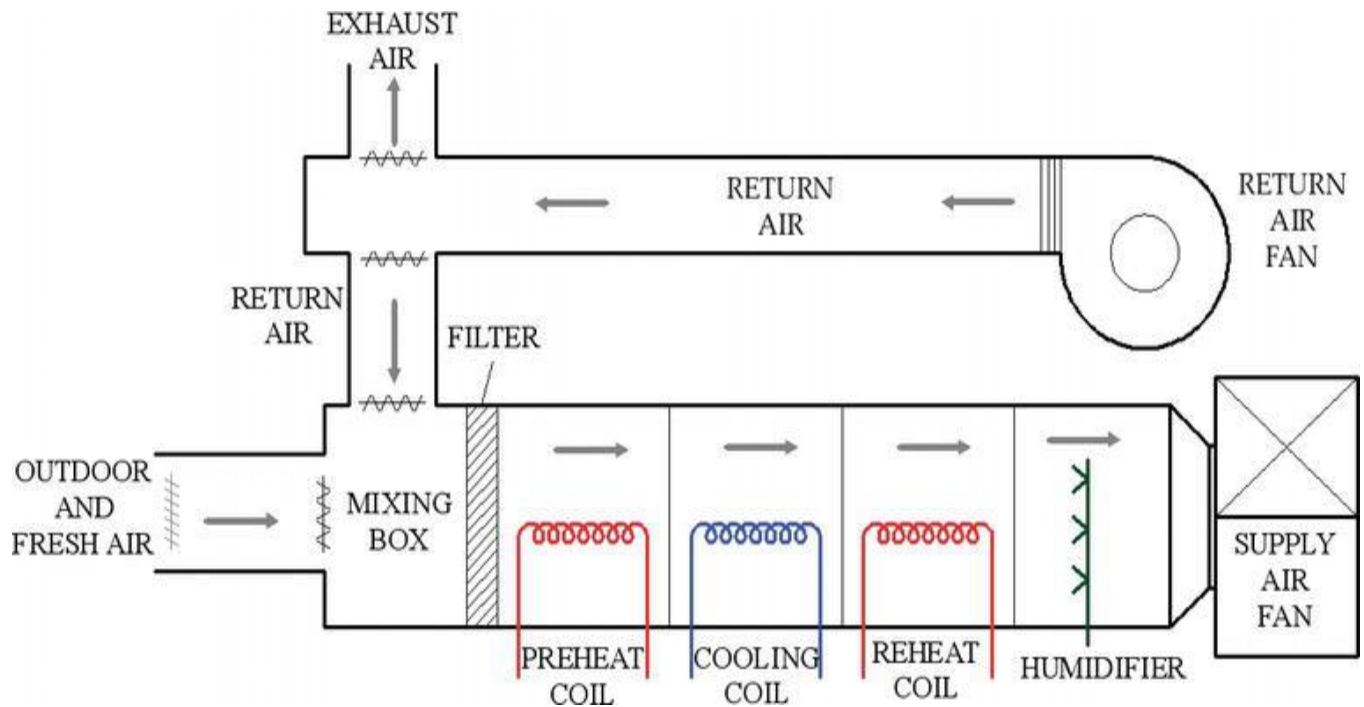 EXHAUST
AIR
RETURN
AIR
RETURN
AIR
FAN
RETURN
AIR
FILTER
OUTDOOR
AND
FRESH AIR
MIXING
BOX
SUPPLY
AIR
FAN
PREHEAT
COIL
COOLING
COIL
REHEAT
COIL
HUMIDIFIER